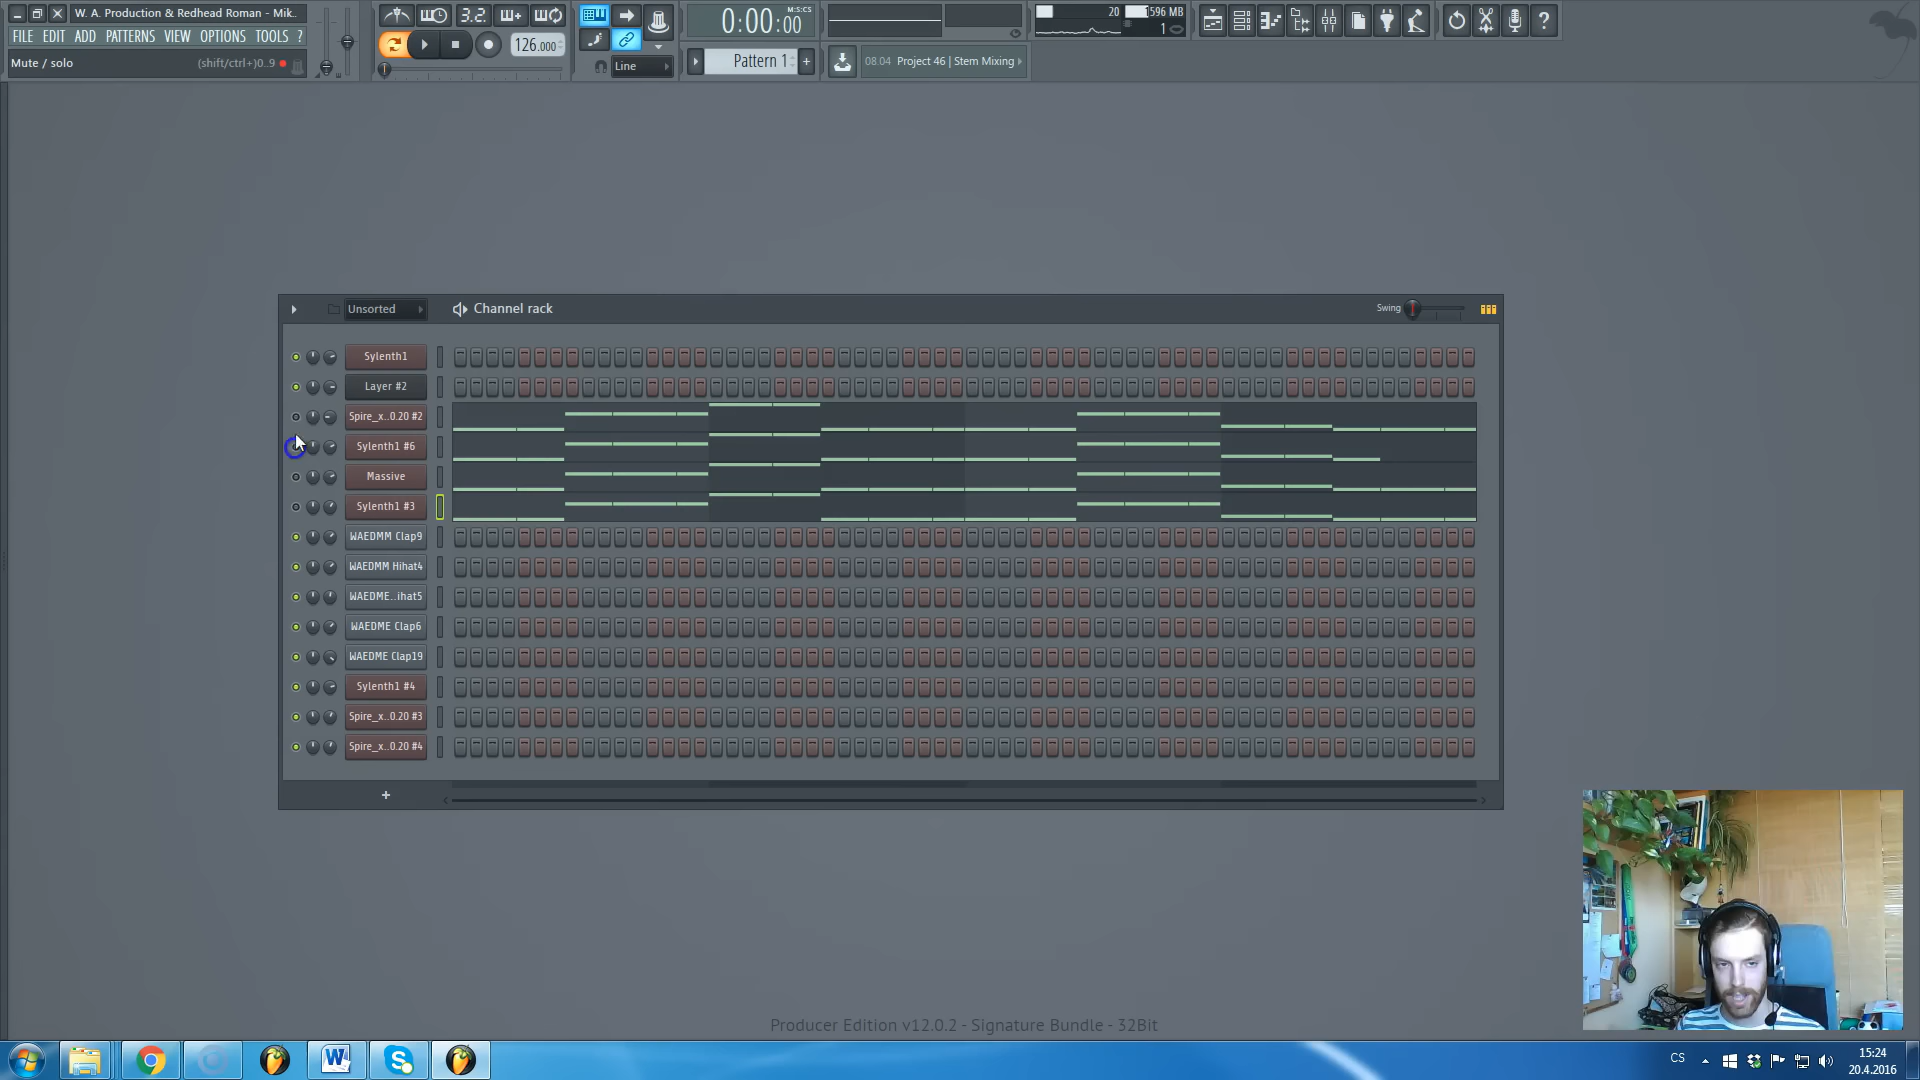 W. A. Production & Redhead Roman - Mik..
FILE EDIT ADD PATTERNS VIEW OPTIONS TOOLS ?
Mute / solo (shift/ctrl+)0..9
3.2.
126.000
Line
0:00:00
M:S:CS
Pattern 1
+
20
1596 MB
1
08.04 Project 46 | Stem Mixing
?
Unsorted
Channel rack
Swing
Sylenth1
Layer #2
Spire_x..0.20 #2
Sylenth1 #6
Massive
Sylenth1 #3
WAEDMM Clap9
WAEDMM Hihat4
WAEDME..ihat5
WAEDME Clap6
WAEDME Clap19
Sylenth1 #4
Spire_x..0.20 #3
Spire_x..0.20 #4
+
Producer Edition v12.0.2 - Signature Bundle - 32Bit
CS
15:24
20.4.2016